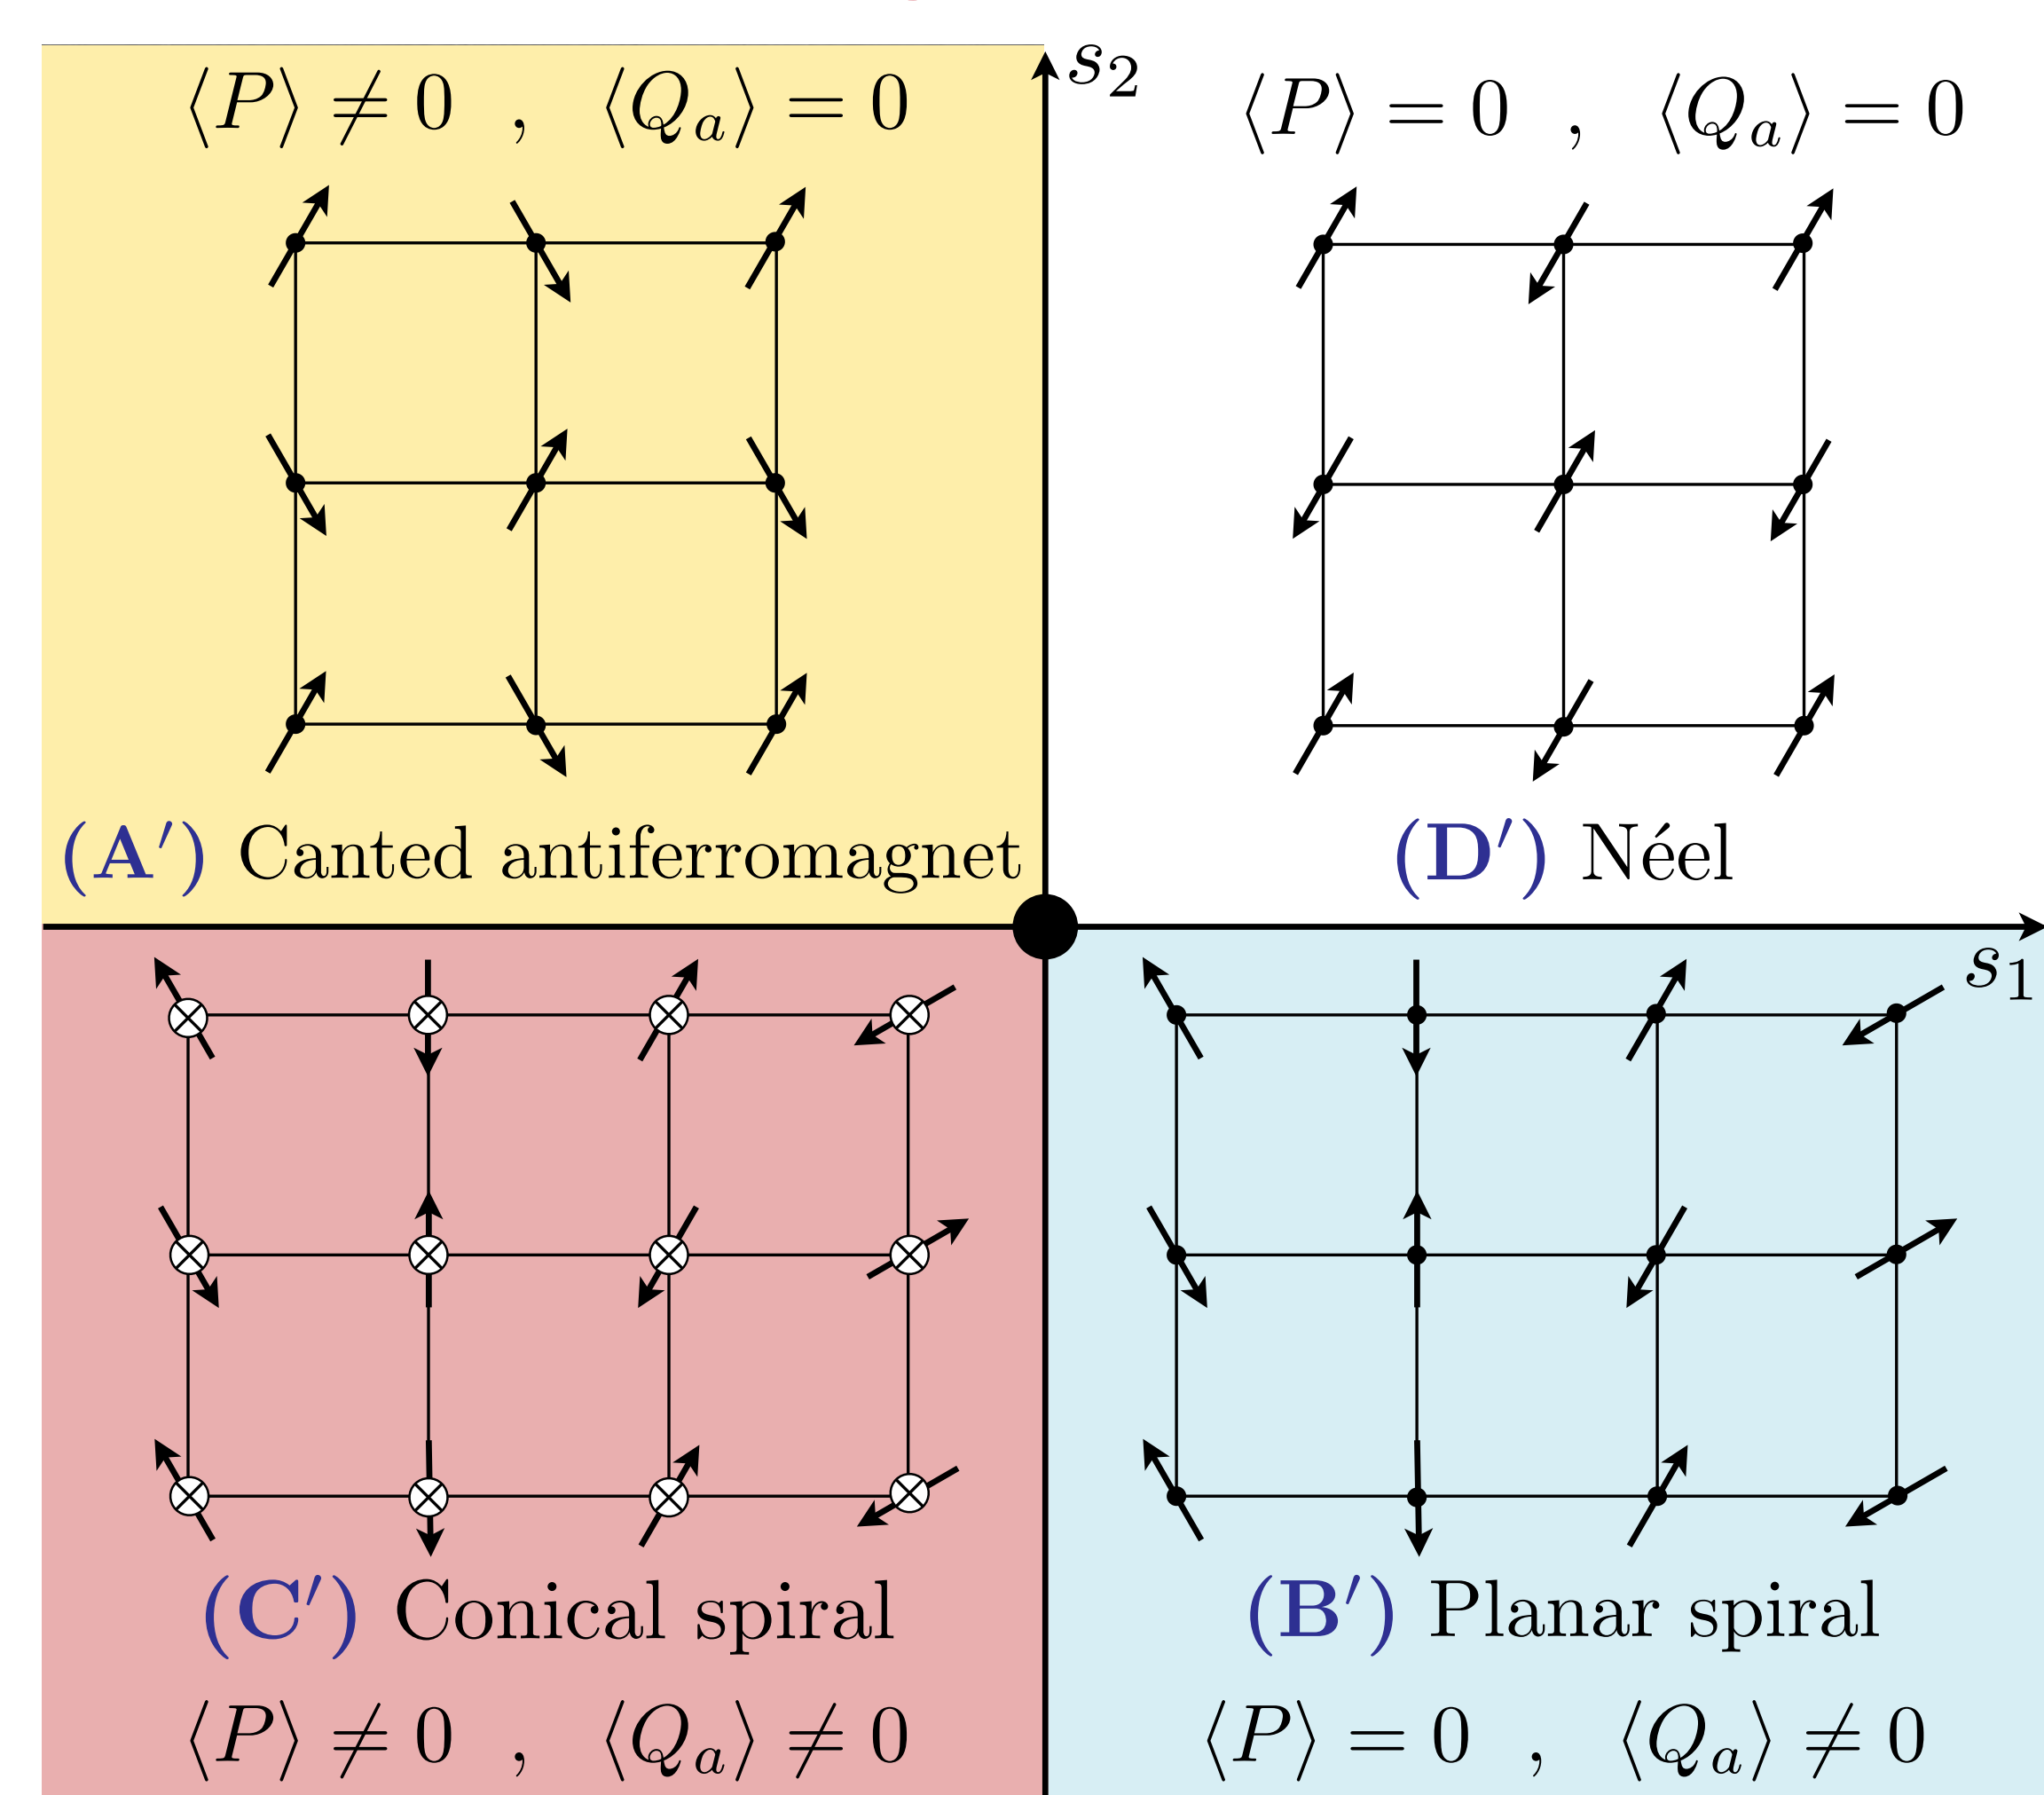 ⟨P⟩ ≠ 0 , ⟨Qₐ⟩ = 0
s₂
⟨P⟩ = 0 , ⟨Qₐ⟩ = 0
(A′) Canted antiferromagnet
(D′) Néel
s₁
(C′) Conical spiral
(B′) Planar spiral
⟨P⟩ ≠ 0 , ⟨Qₐ⟩ ≠ 0
⟨P⟩ = 0 , ⟨Qₐ⟩ ≠ 0